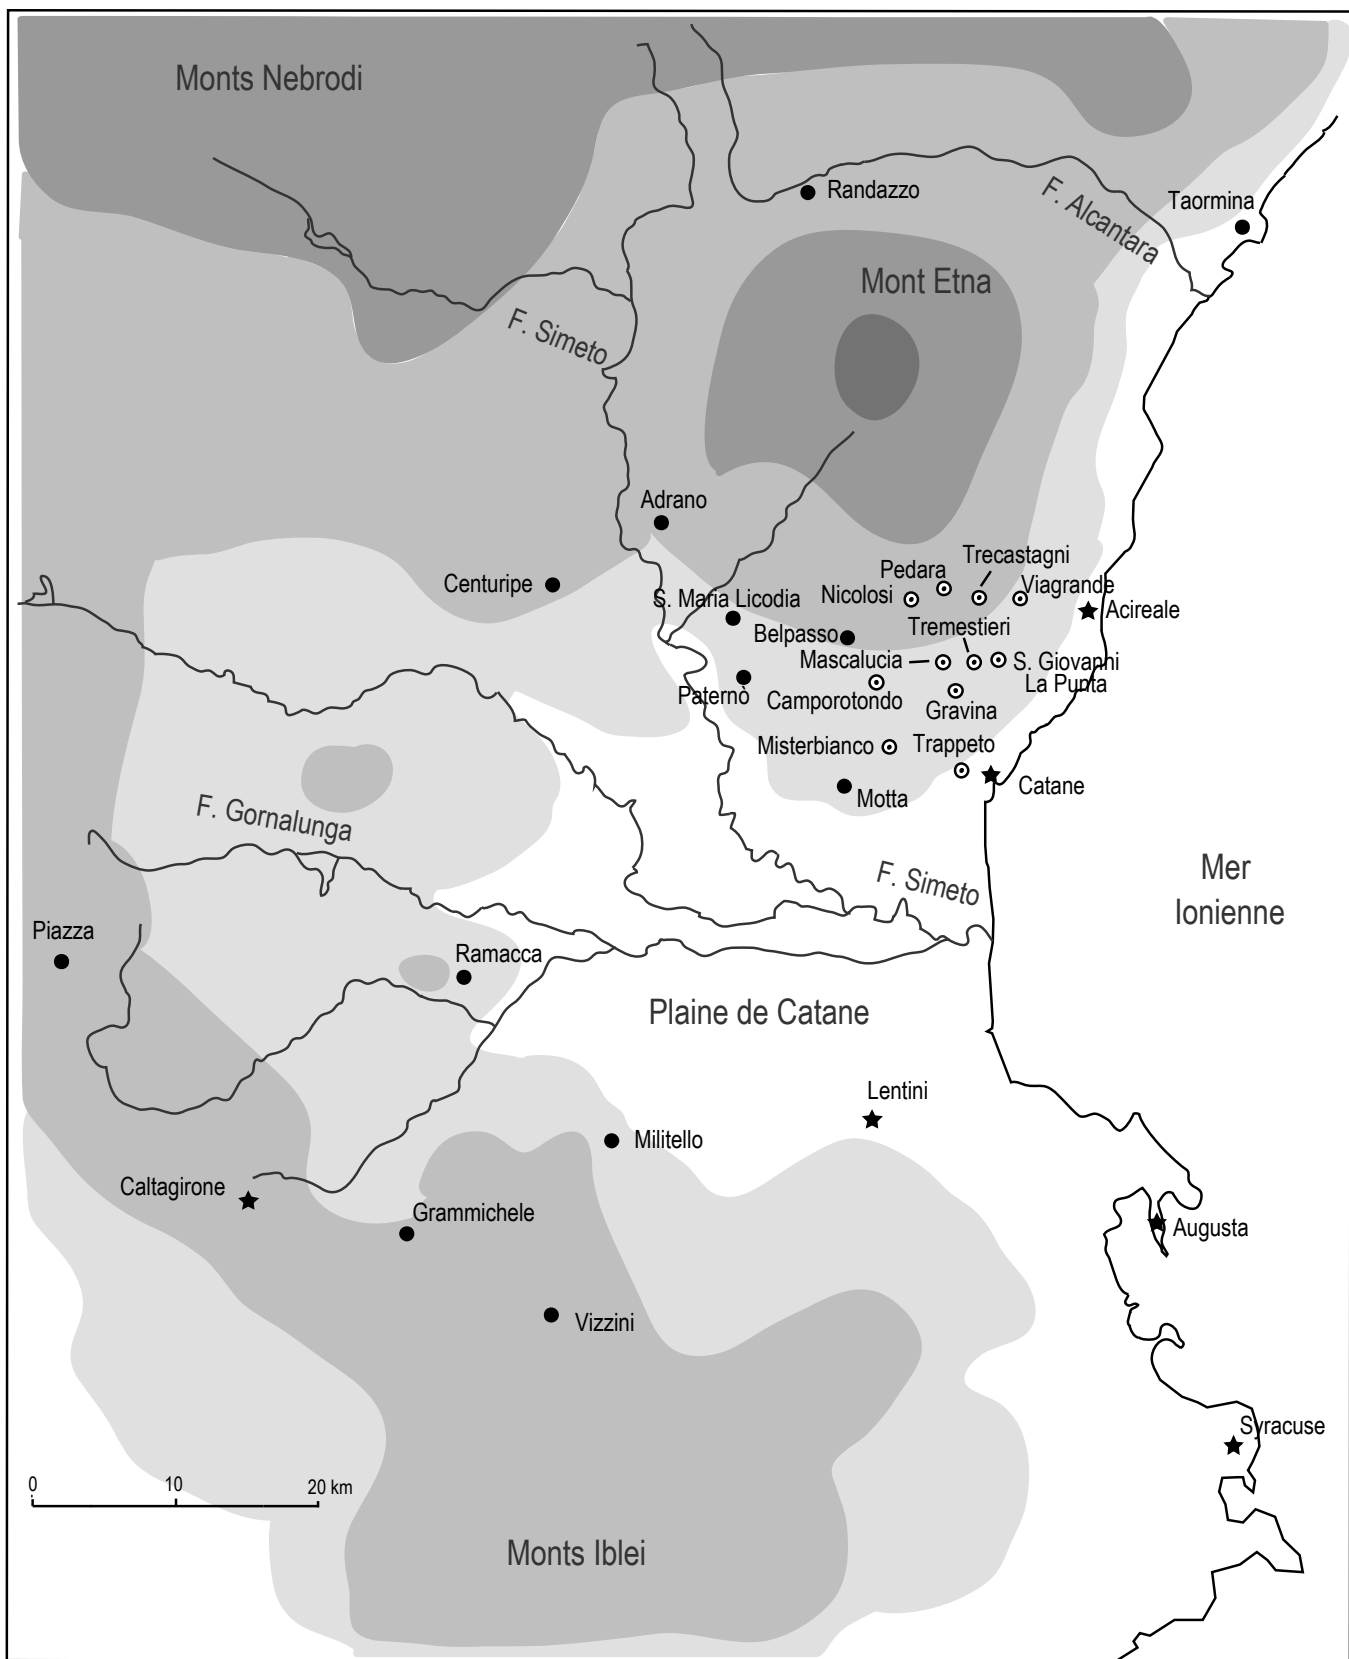 Monts Nebrodi
Randazzo
F. Alcantara
Taormina
Mont Etna
F. Simeto
Adrano
Centuripe
S. Maria Licodia
Belpasso
Paternò
Nicolosi
Pedara
Trecastagni
Viagrande
Acireale
Tremestieri
Mascalucia
S. Giovanni
La Punta
Camporotondo
Gravina
Misterbianco
Trappeto
Motta
Catane
F. Gornalunga
F. Simeto
Mer
Ionienne
Piazza
Ramacca
Plaine de Catane
Lentini
Militello
Caltagirone
Grammichele
Augusta
Vizzini
Syracuse
0 10 20 km
Monts Iblei